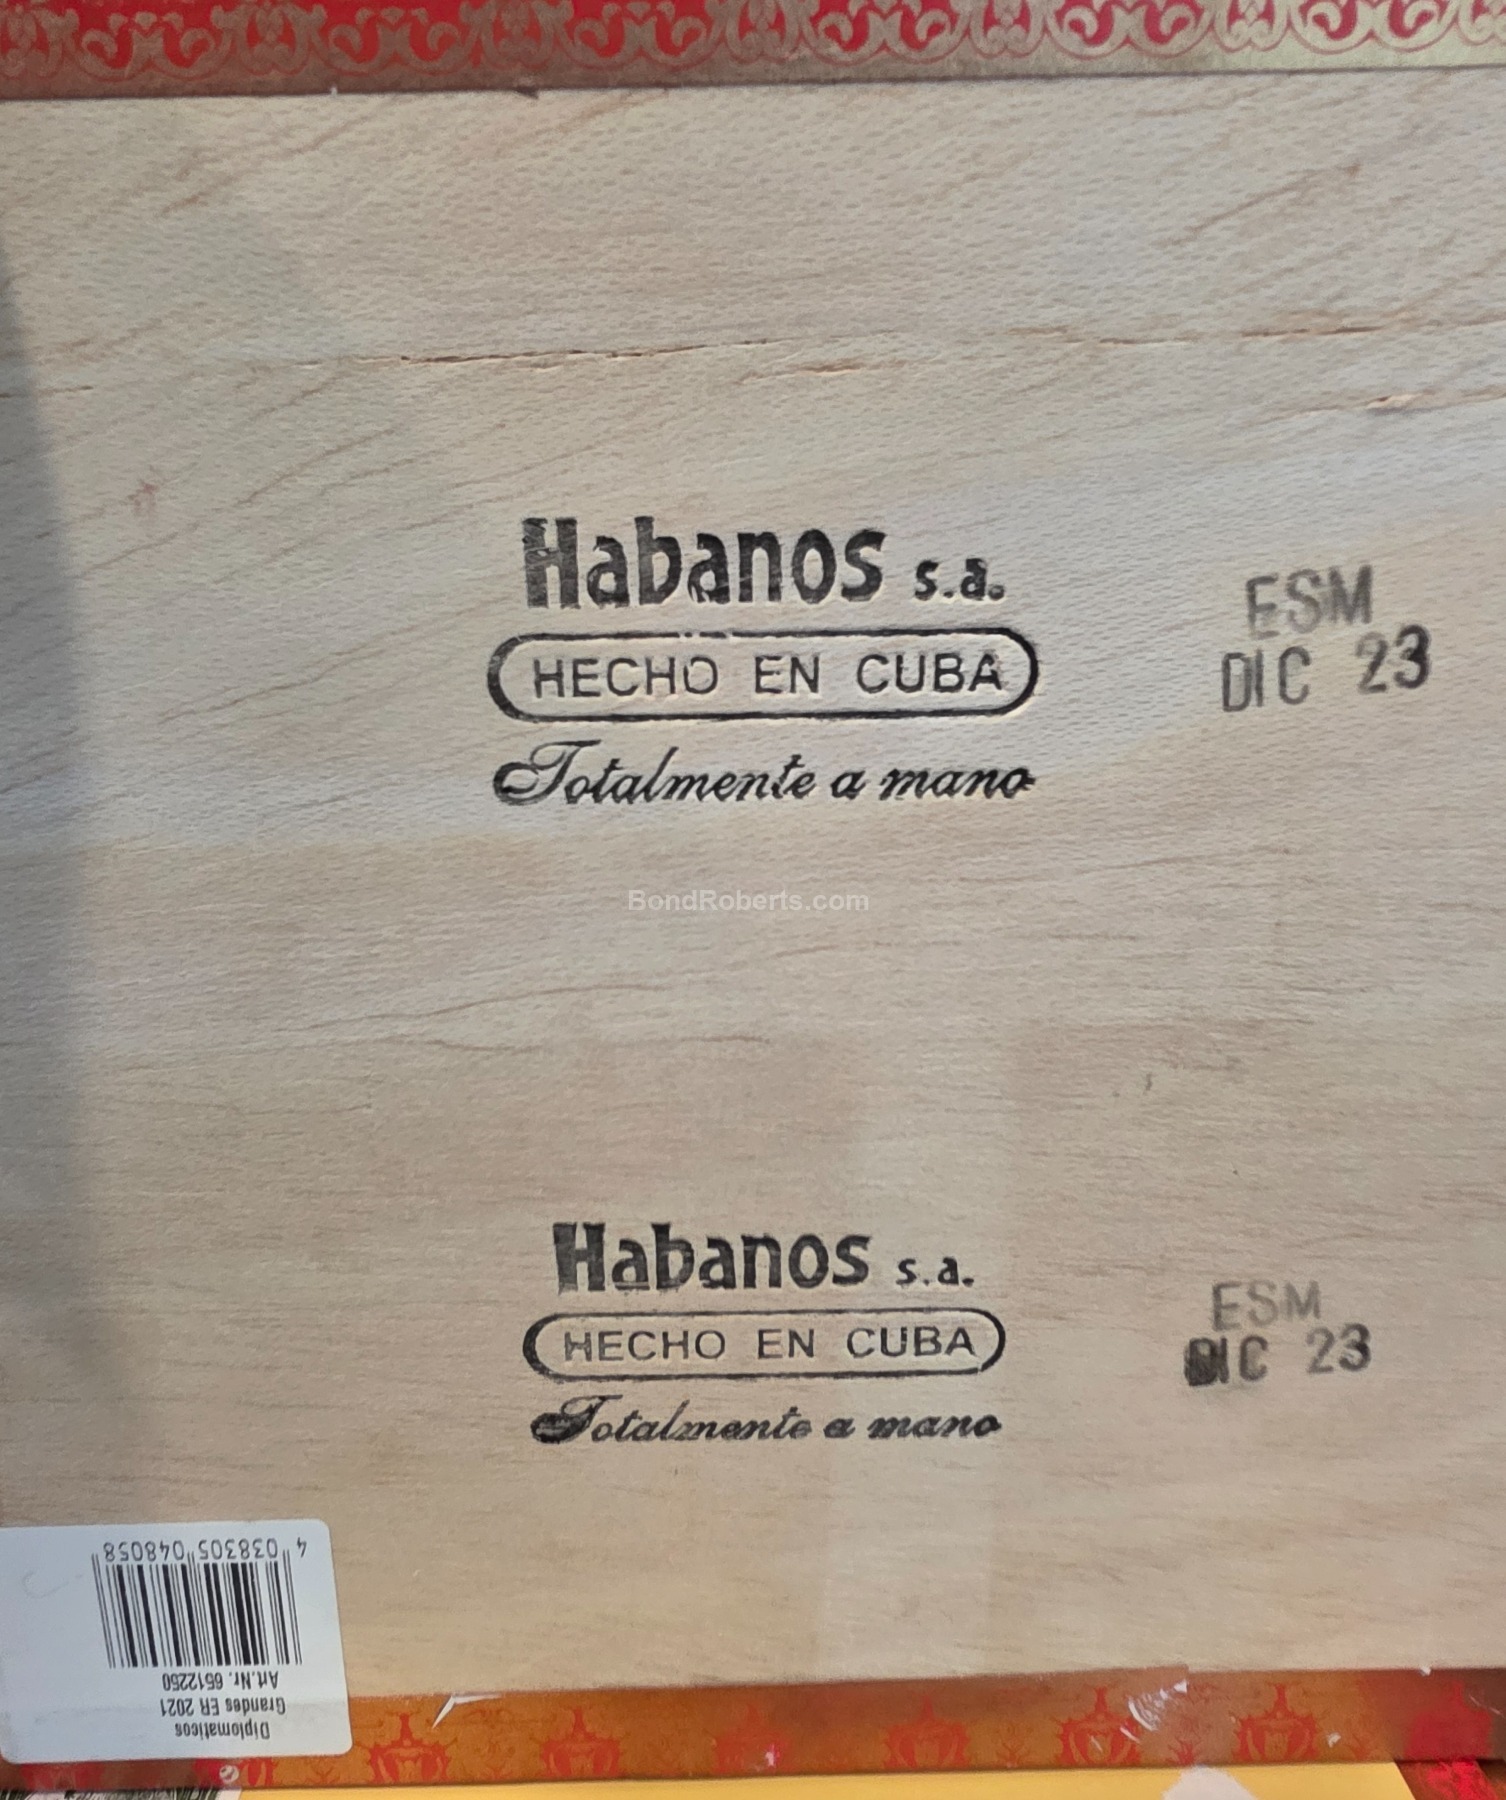 Habanos s.a.
HECHO EN CUBA
Totalmente a mano
ESM
DIC 23
BondRoberts.com
Habanos s.a.
HECHO EN CUBA
Totalmente a mano
ESM
DIC 23
Diplomaticos
Grandes ER 2021
Art.Nr. 6512250
4 038305 048058